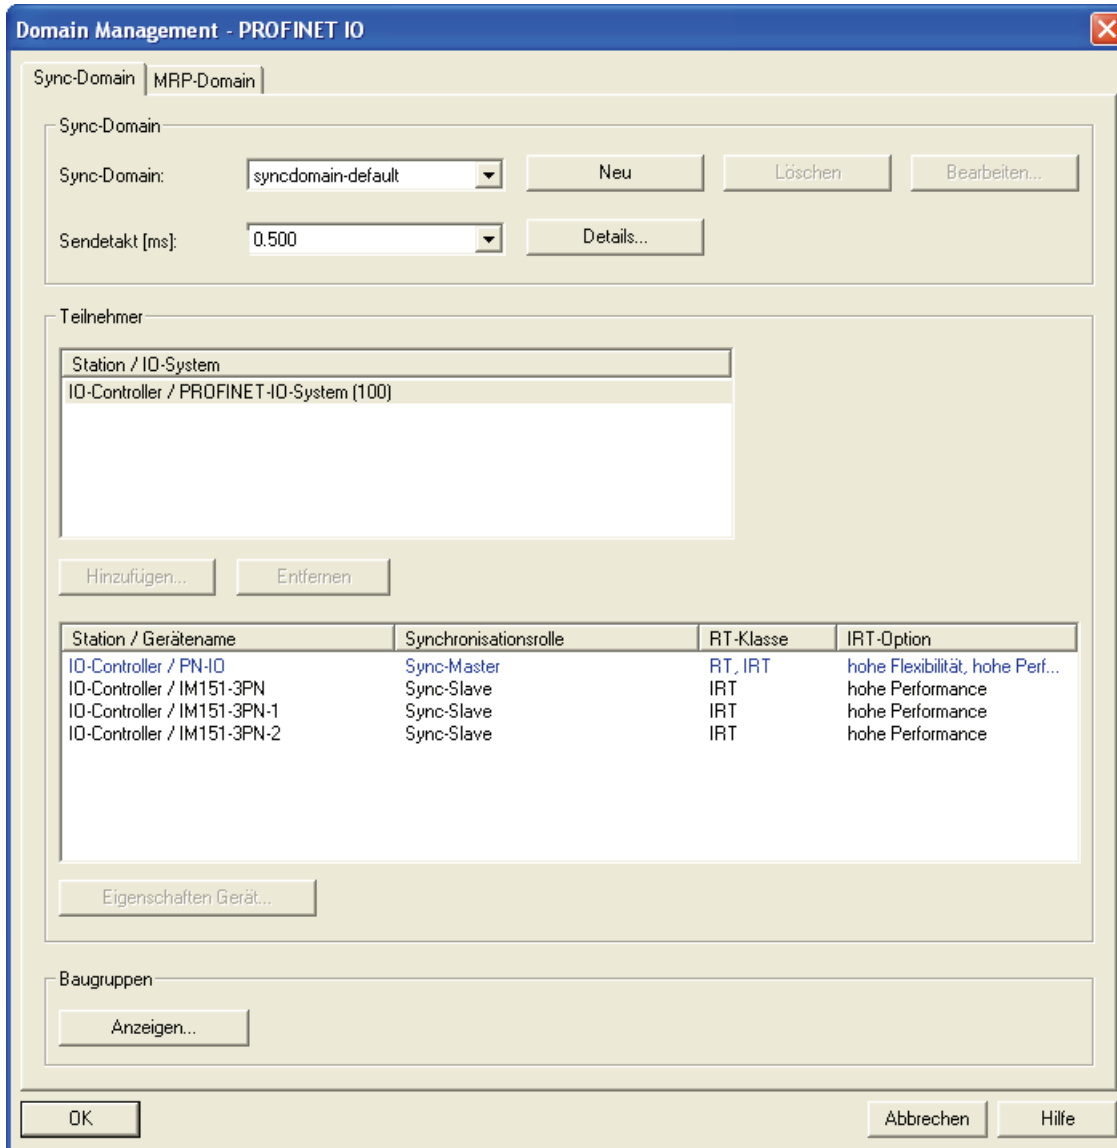 Domain Management - PROFINET IO
Sync-Domain MRP-Domain
Sync-Domain
Sync-Domain: syncdomain-default Neu Löschen Bearbeiten...
Sendetakt [ms]: 0.500 Details...
Teilnehmer
Station / IO-System
IO-Controller / PROFINET-IO-System (100)
Hinzufügen... Entfernen
Station / Gerätename Synchronisationsrolle RT-Klasse IRT-Option
IO-Controller / PN-IO Sync-Master RT, IRT hohe Flexibilität, hohe Perf...
IO-Controller / IM151-3PN Sync-Slave IRT hohe Performance
IO-Controller / IM151-3PN-1 Sync-Slave IRT hohe Performance
IO-Controller / IM151-3PN-2 Sync-Slave IRT hohe Performance
Eigenschaften Gerät...
Baugruppen
Anzeigen...
OK Abbrechen Hilfe